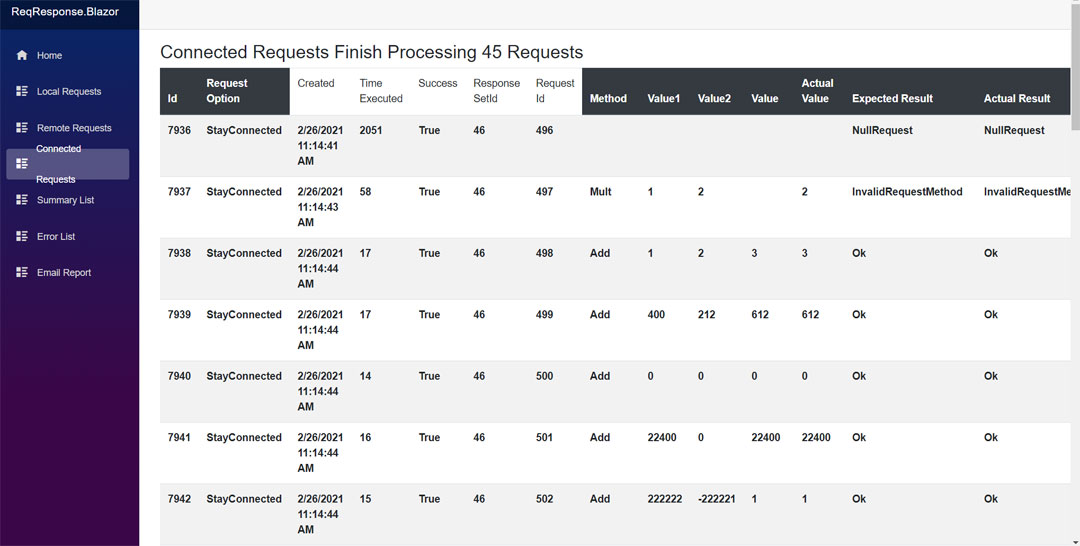 ReqResponse.Blazor
Home
Local Requests
Remote Requests
Connected
Requests
Summary List
Error List
Email Report
Connected Requests Finish Processing 45 Requests
Id Request Option Created Time Executed Success Response SetId Request Id Method Value1 Value2 Value Actual Value Expected Result Actual Result
7936 StayConnected 2/26/2021 2051 True 46 496 NullRequest NullRequest
11:14:41
AM
7937 StayConnected 2/26/2021 58 True 46 497 Mult 1 2 2 InvalidRequestMethod InvalidRequestMe
11:14:43
AM
7938 StayConnected 2/26/2021 17 True 46 498 Add 1 2 3 3 Ok Ok
11:14:44
AM
7939 StayConnected 2/26/2021 17 True 46 499 Add 400 212 612 612 Ok Ok
11:14:44
AM
7940 StayConnected 2/26/2021 14 True 46 500 Add 0 0 0 0 Ok Ok
11:14:44
AM
7941 StayConnected 2/26/2021 16 True 46 501 Add 22400 0 22400 22400 Ok Ok
11:14:44
AM
7942 StayConnected 2/26/2021 15 True 46 502 Add 222222 -222221 1 1 Ok Ok
11:14:44
AM